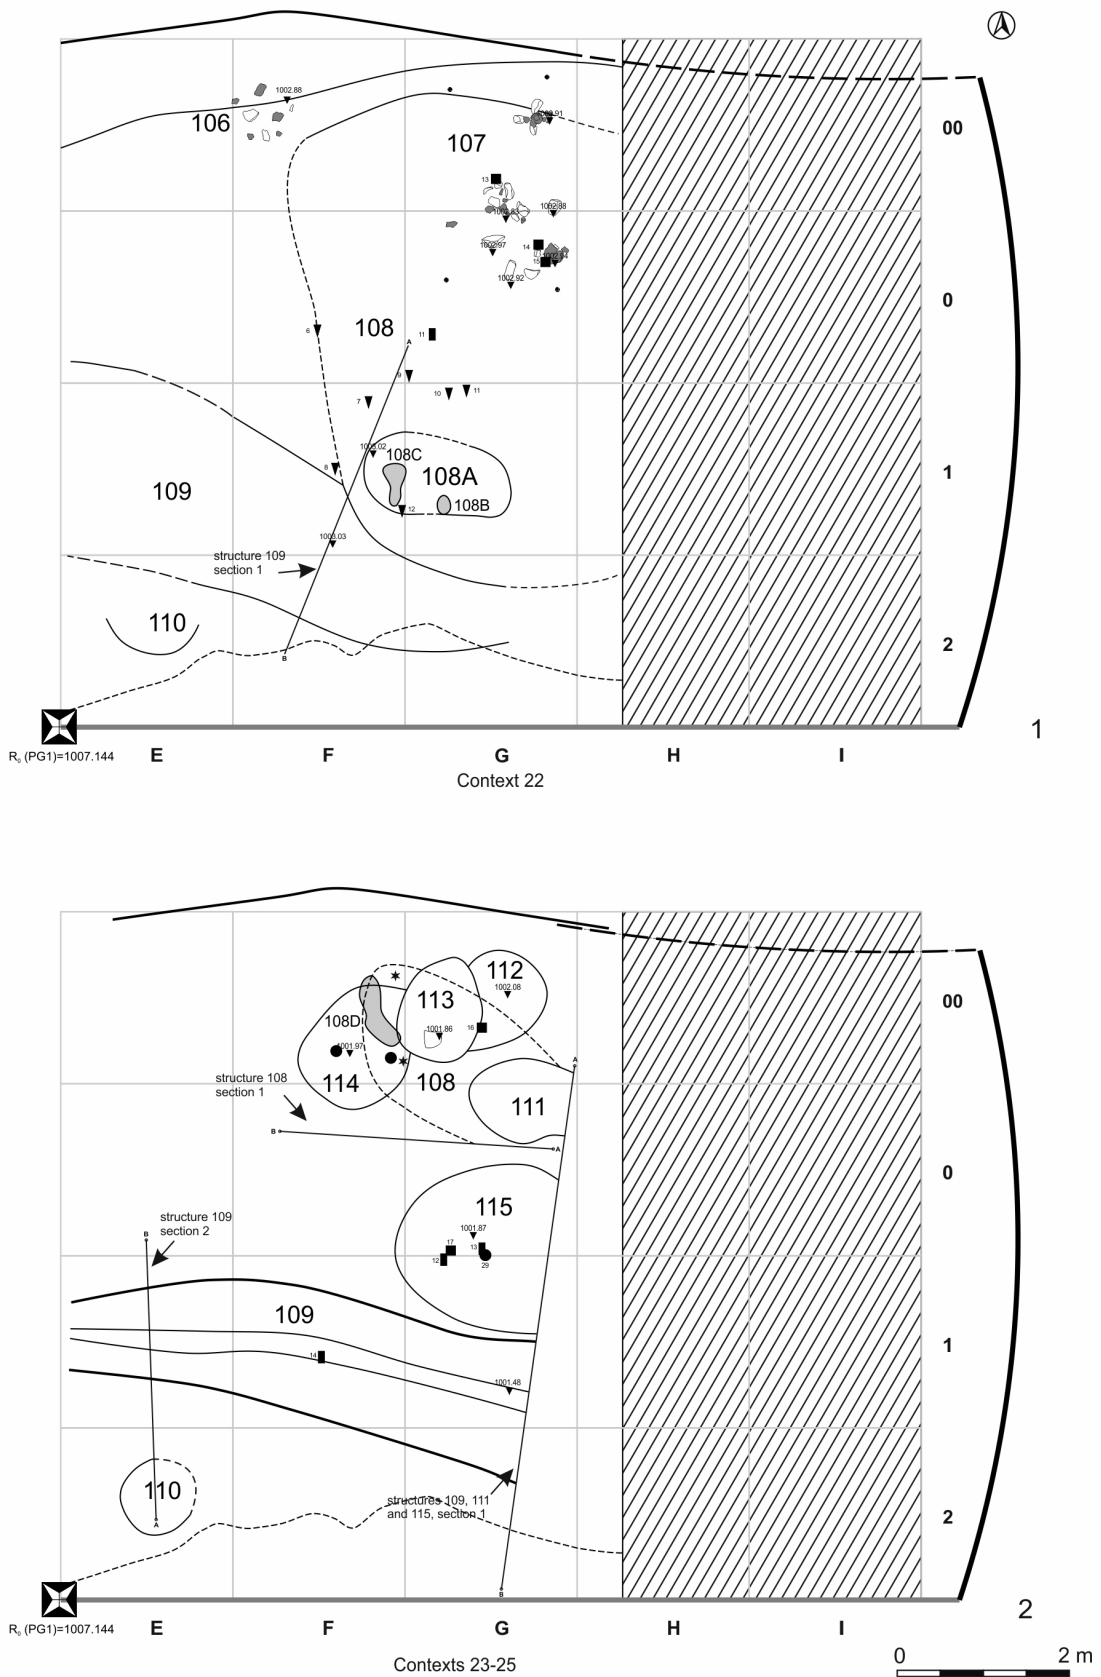 1002.88
106
1002.91
00
107
13
1002.88
14
1002.97
15
1002.92
0
6
108
11
A
9
7
10
11
1003.02
108C
8
108A
1
109
12
108B
1003.03
structure 109
section 1
110
2
B
R₀ (PG1)=1007.144
E
F
G
H
I
1
Context 22
112
1002.08
00
113
108D
1001.86
16
1001.97
A
structure 108
section 1
114
108
111
B
A
0
115
structure 109
section 2
B
1001.87
17
13
12
29
109
14
1
1001.48
110
A
structures 109, 111
and 115, section 1
2
B
R₀ (PG1)=1007.144
E
F
G
H
I
2
Contexts 23-25
0
2 m